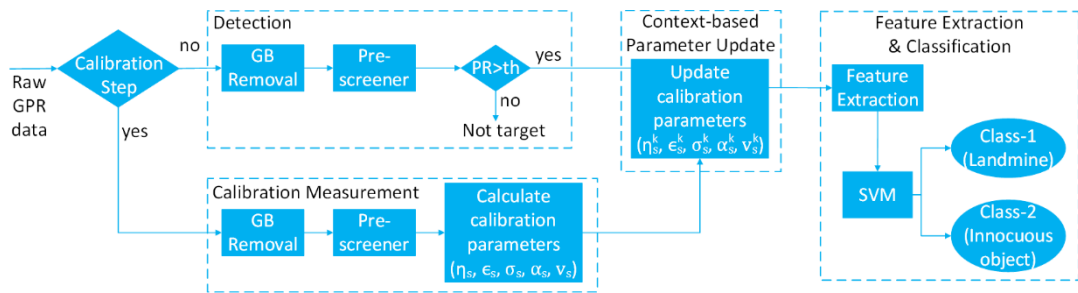 Raw
GPR
data
Calibration
Step
no
yes
Detection
GB
Removal
Pre-
screener
PR>th
yes
no
Not target
Calibration Measurement
GB
Removal
Pre-
screener
Calculate
calibration
parameters
(ηₛ, ϵₛ, σₛ, αₛ, vₛ)
Context-based
Parameter Update
Update
calibration
parameters
(ηₛᵏ, ϵₛᵏ, σₛᵏ, αₛᵏ, vₛᵏ)
Feature Extraction
& Classification
Feature
Extraction
SVM
Class-1
(Landmine)
Class-2
(Innocuous
object)